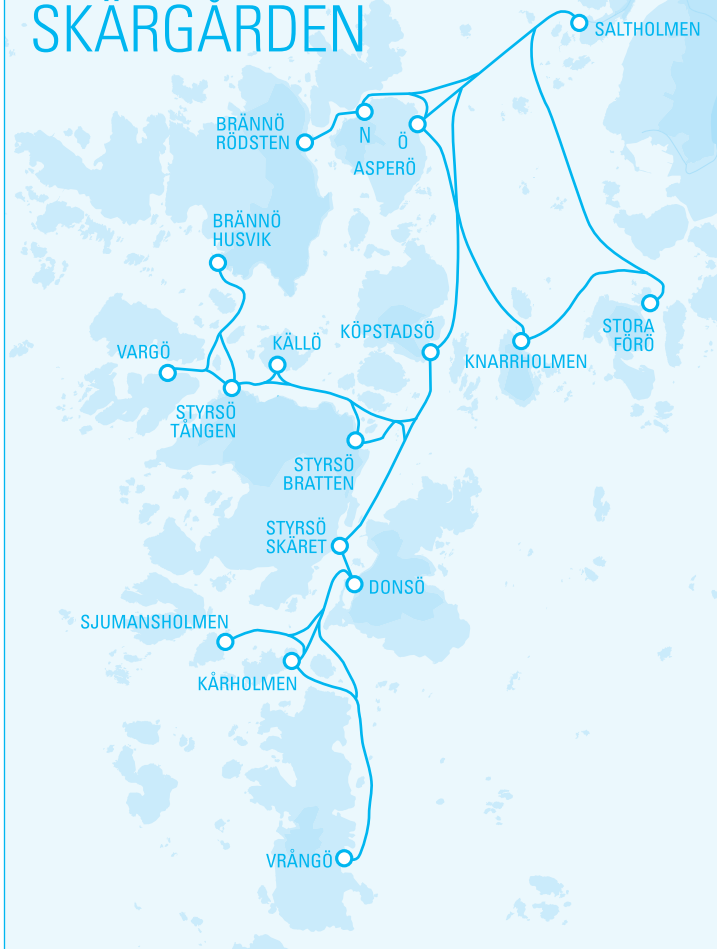 SKÄRGÅRDEN
SALTHOLMEN
BRÄNNÖ
RÖDSTEN
N
Ö
ASPERÖ
BRÄNNÖ
HUSVIK
STORA
FÖRÖ
KÖPSTADSÖ
KÄLLÖ
VARGÖ
KNARRHOLMEN
STYRSÖ
TÅNGEN
STYRSÖ
BRATTEN
STYRSÖ
SKÄRET
DONSÖ
SJUMANSHOLMEN
KÅRHOLMEN
VRÅNGÖ